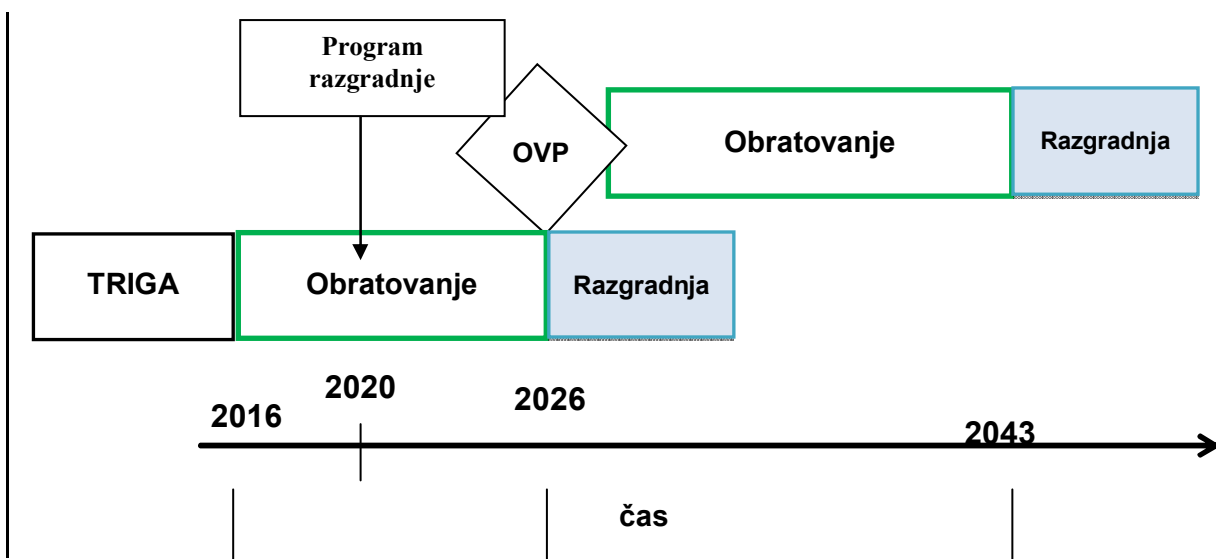 Program
razgradnje
OVP
Obratovanje
Razgradnja
TRIGA
Obratovanje
Razgradnja
2016
2020
2026
2043
čas